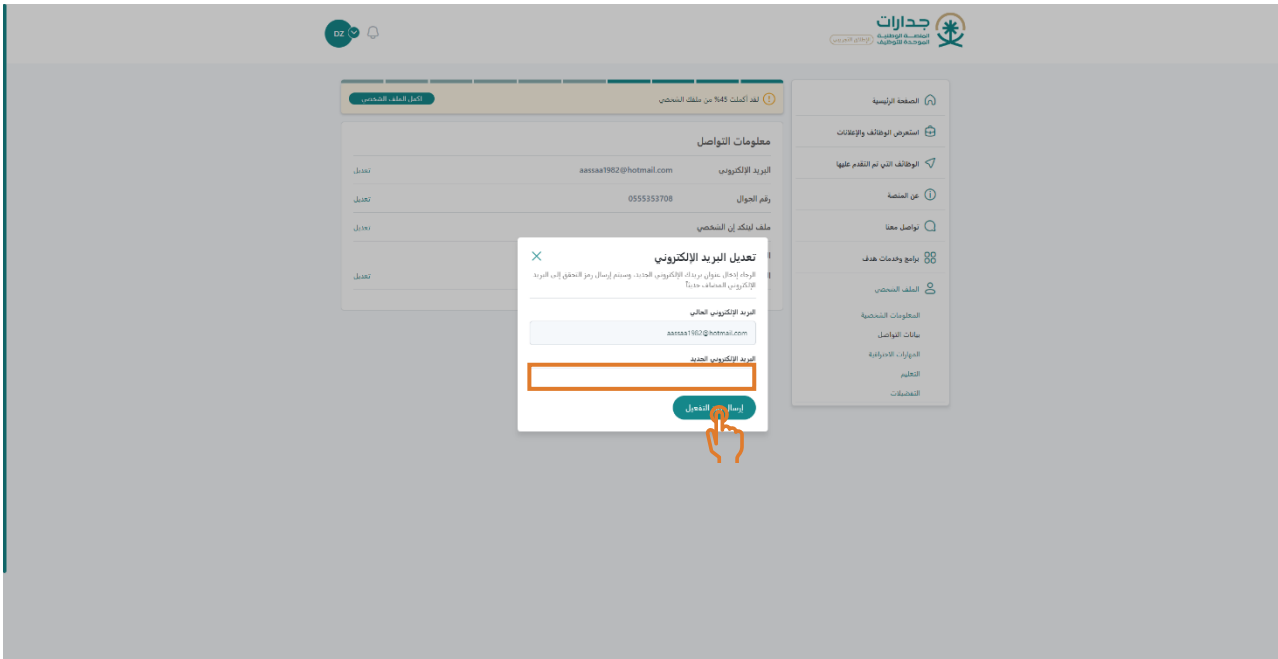 جدارات
المنصة الوطنية
الموحدة للتوظيف
DZ
الصفحة الرئيسية
استعرض الوظائف والإعلانات
الوظائف التي تم التقدم عليها
عن المنصة
تواصل معنا
برامج وخدمات هدف
الملف الشخصي
المعلومات الشخصية
بيانات التواصل
المهارات الاحترافية
التعليم
التفضيلات
لقد أكملت 45% من ملفك الشخصي
اكمل الملف الشخصي
معلومات التواصل
البريد الإلكتروني aassaa1982@hotmail.com تعديل
رقم الجوال 0555353708 تعديل
ملف لينكد إن الشخصي تعديل
تعديل
تعديل البريد الإلكتروني
الرجاء إدخال عنوان بريدك الإلكتروني الجديد، وسيتم إرسال رمز التحقق إلى البريد
الإلكتروني المضاف حديثاً
البريد الإلكتروني الحالي
aassaa1982@hotmail.com
البريد الإلكتروني الجديد
إرسال التفعيل